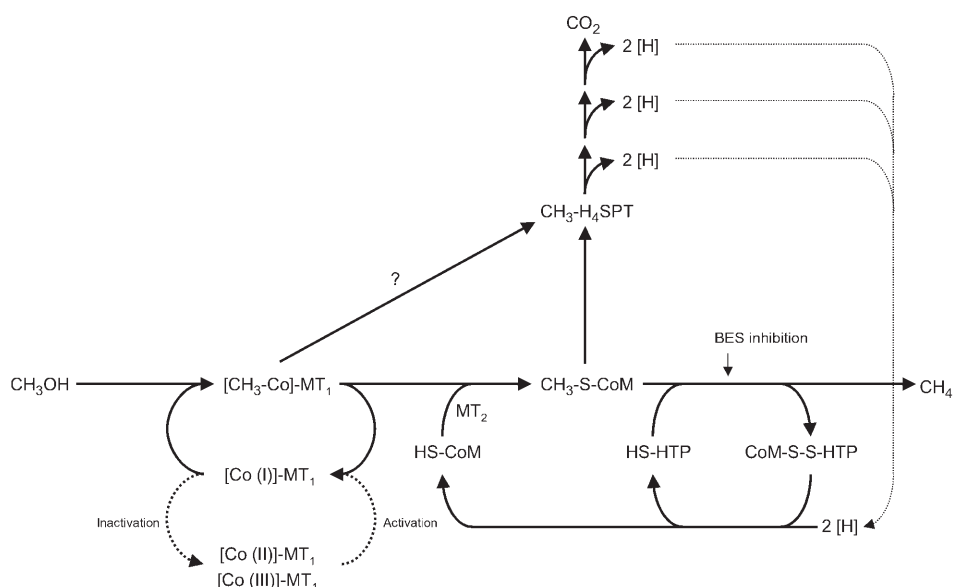 CO₂
2 [H]
2 [H]
2 [H]
CH₃-H₄SPT
?
BES inhibition
CH₃OH
[CH₃-Co]-MT₁
CH₃-S-CoM
CH₄
MT₂
HS-CoM
HS-HTP
CoM-S-S-HTP
[Co (I)]-MT₁
Inactivation
Activation
2 [H]
[Co (II)]-MT₁
[Co (III)]-MT₁